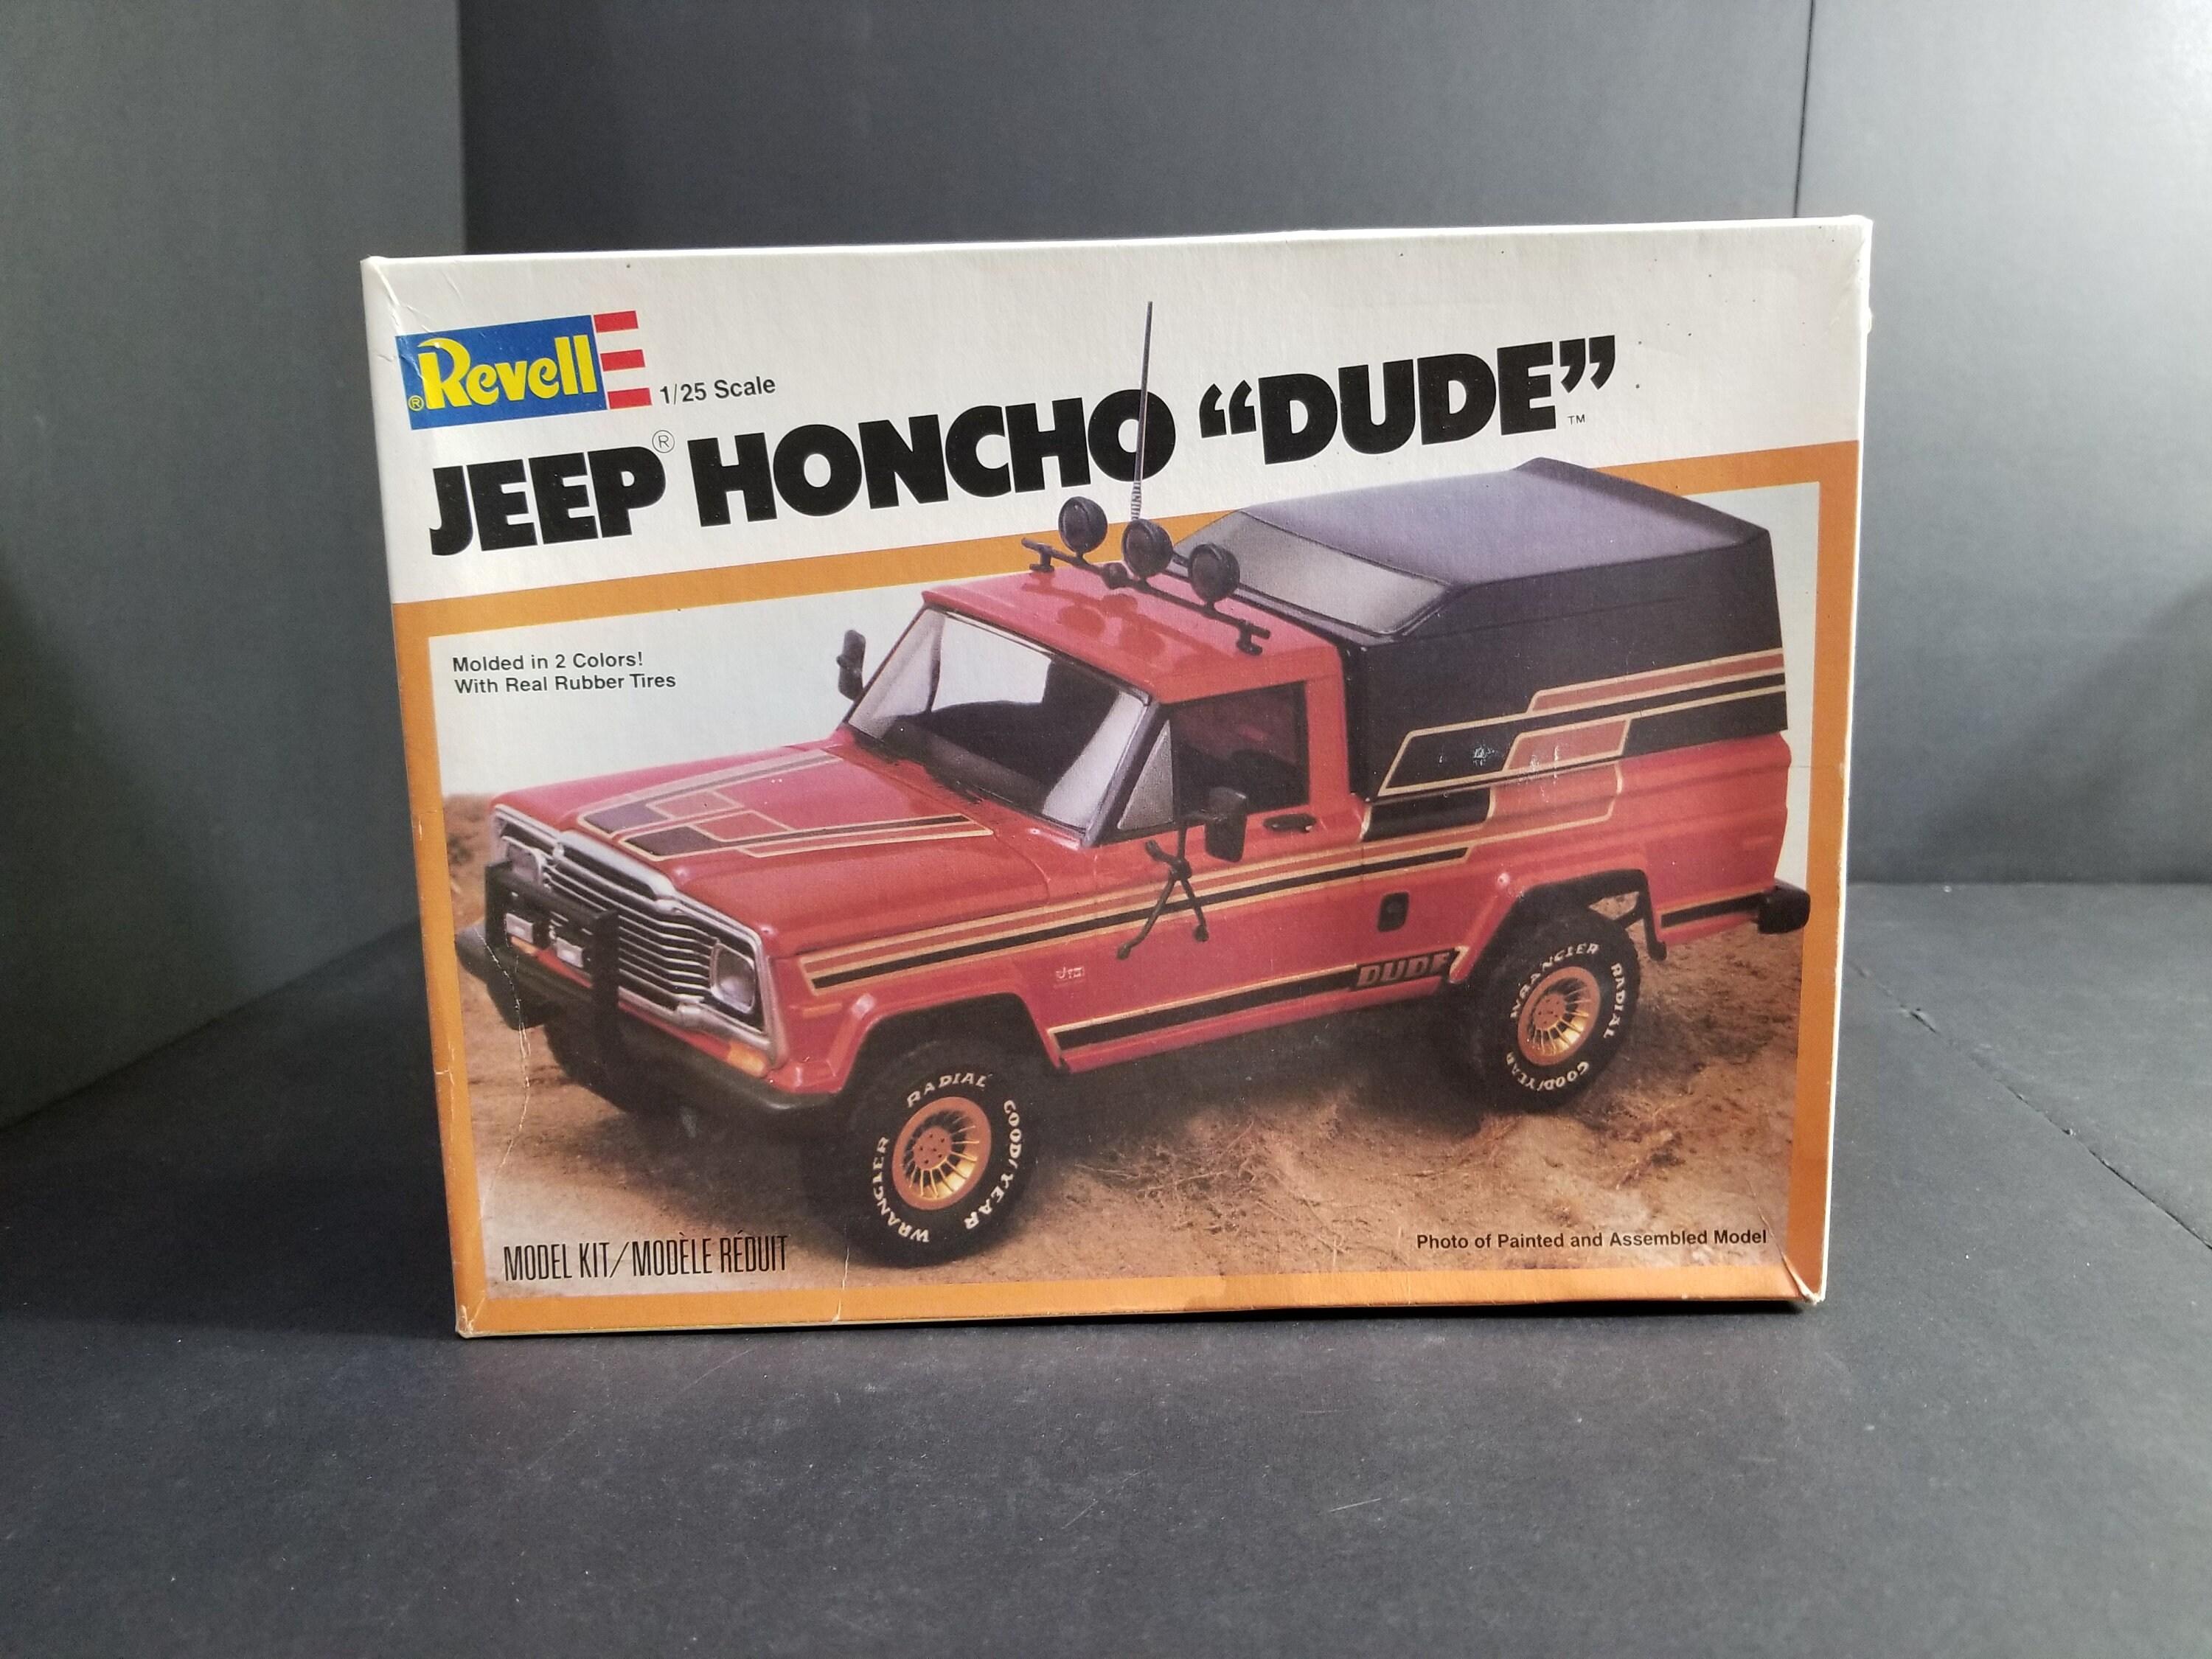 Revell®
1/25 Scale
JEEP® HONCHO “DUDE”™
Molded in 2 Colors!
With Real Rubber Tires
DUDE
WRANGLER RADIAL GOODYEAR
WRANGLER RADIAL GOODYEAR
MODEL KIT/MODÈLE RÉDUIT
Photo of Painted and Assembled Model